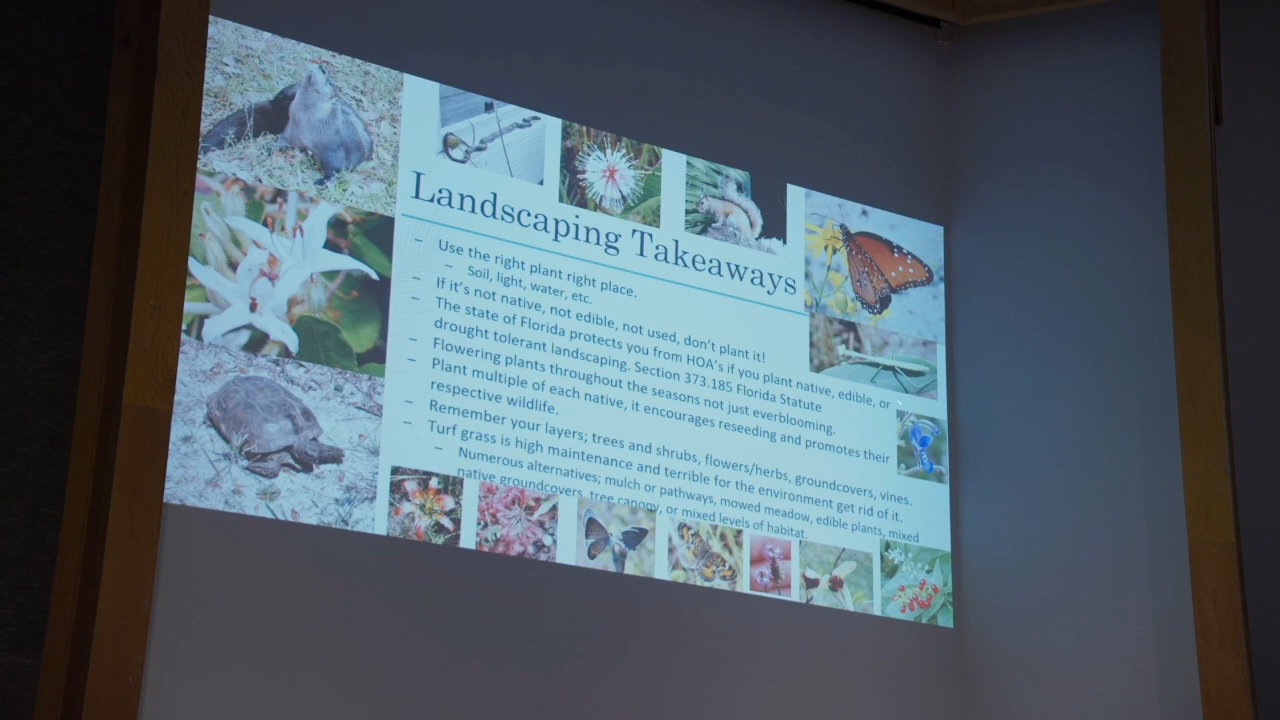 Landscaping Takeaways
– Use the right plant right place.
– Soil, light, water, etc.
– If it's not native, not edible, not used, don't plant it!
– The state of Florida protects you from HOA's if you plant native, edible, or
drought tolerant landscaping. Section 373.185 Florida Statute
– Flowering plants throughout the seasons not just everblooming.
– Plant multiple of each native, it encourages reseeding and promotes their
respective wildlife.
– Remember your layers; trees and shrubs, flowers/herbs, groundcovers, vines.
– Turf grass is high maintenance and terrible for the environment get rid of it.
– Numerous alternatives; mulch or pathways, mowed meadow, edible plants, mixed
native groundcovers, tree canopy, or mixed levels of habitat.